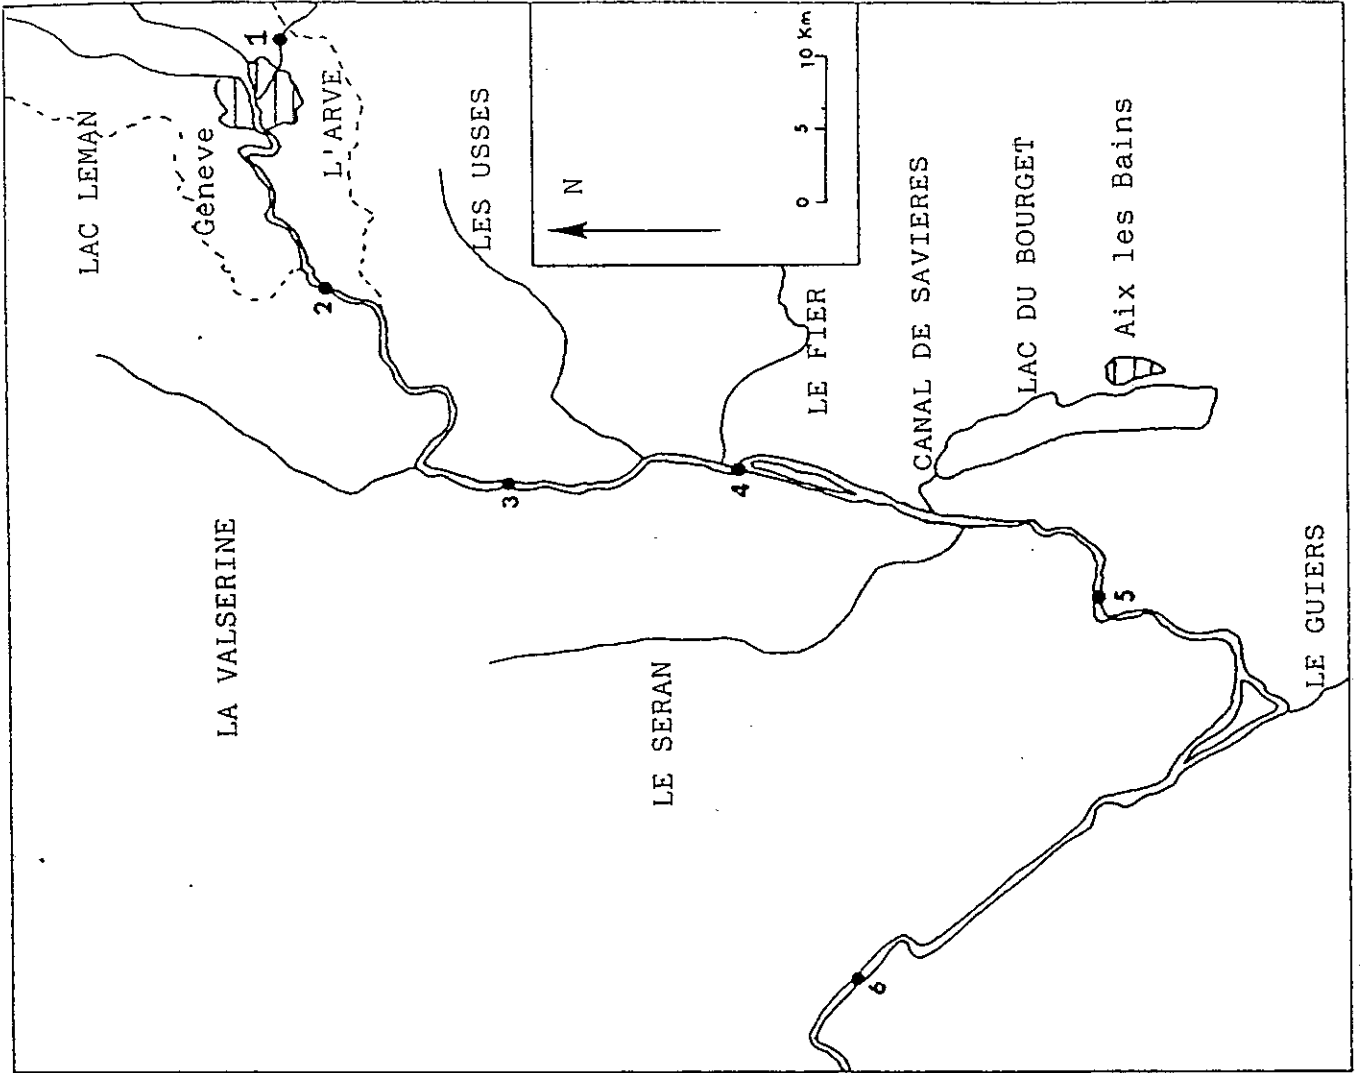 LAC LEMAN
Genève
1
L'ARVE
2
LES USSES
LA VALSERINE
3
N
0 5 10 Km
4
LE FIER
LE SERAN
CANAL DE SAVIERES
LAC DU BOURGET
Aix les Bains
5
LE GUIERS
6